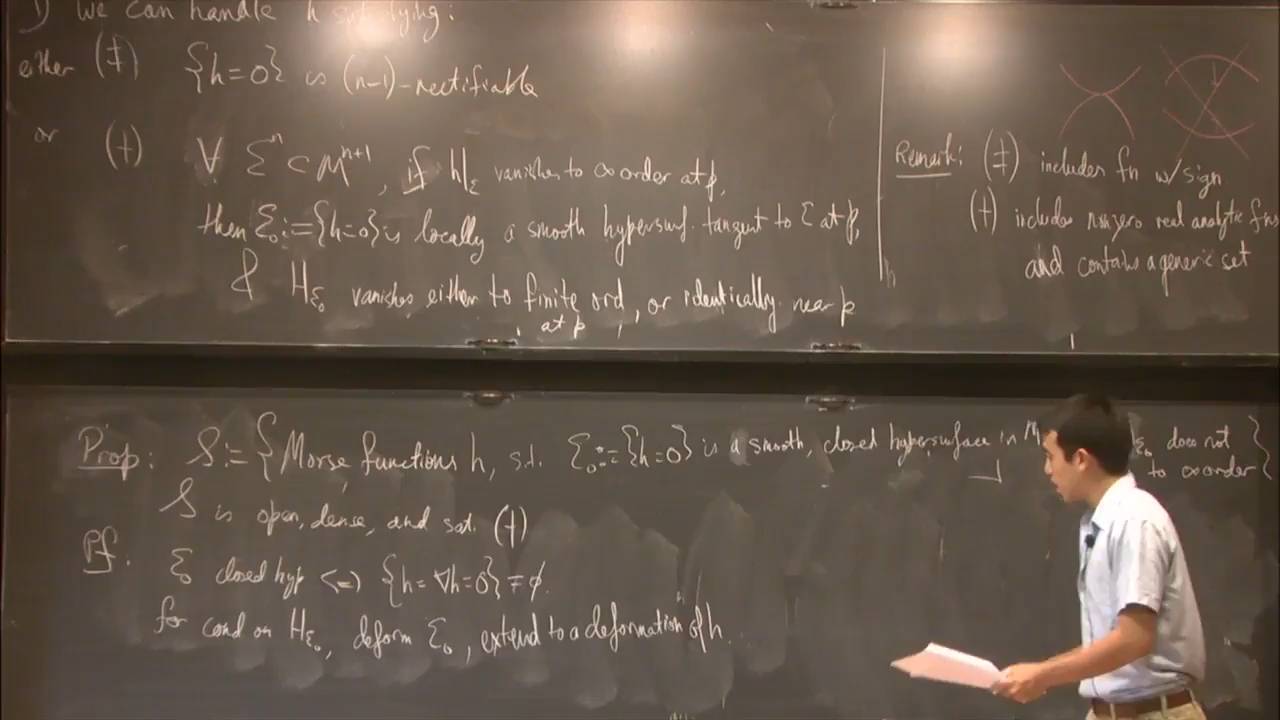 1) we can handle h satisfying:
either (‡) {h=0} is (n-1)-rectifiable
or (†) ∀ Σⁿ ⊂ Mⁿ⁺¹, if h|_Σ vanishes to ∞ order at p,
then Σ₀:={h=0} is locally a smooth hypersurf. tangent to Σ at p,
& H_Σ₀ vanishes either to finite ord, or identically near p
at p
Remark: (‡) includes fn w/ sign
(†) includes nonzero real analytic fns
and contains a generic set
Prop: S:= {Morse functions h, s.t. Σ₀:={h=0} is a smooth, closed hypersurface in M does not
to ∞ order}
S is open, dense, and sat. (†)
Pf. Σ₀ closed hyp <=> {h=∇h=0} = ∅.
for cond on H_Σ₀, deform Σ₀, extend to a deformation of h.